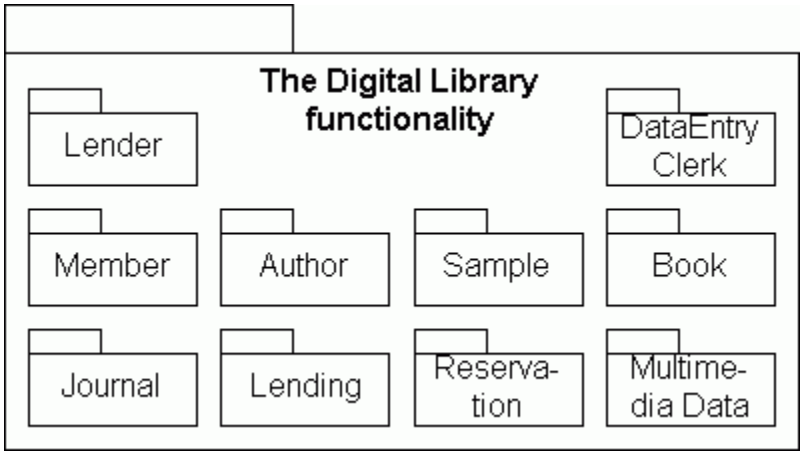 The Digital Library
functionality
Lender
DataEntry
Clerk
Member
Author
Sample
Book
Journal
Lending
Reserva-
tion
Multime-
dia Data